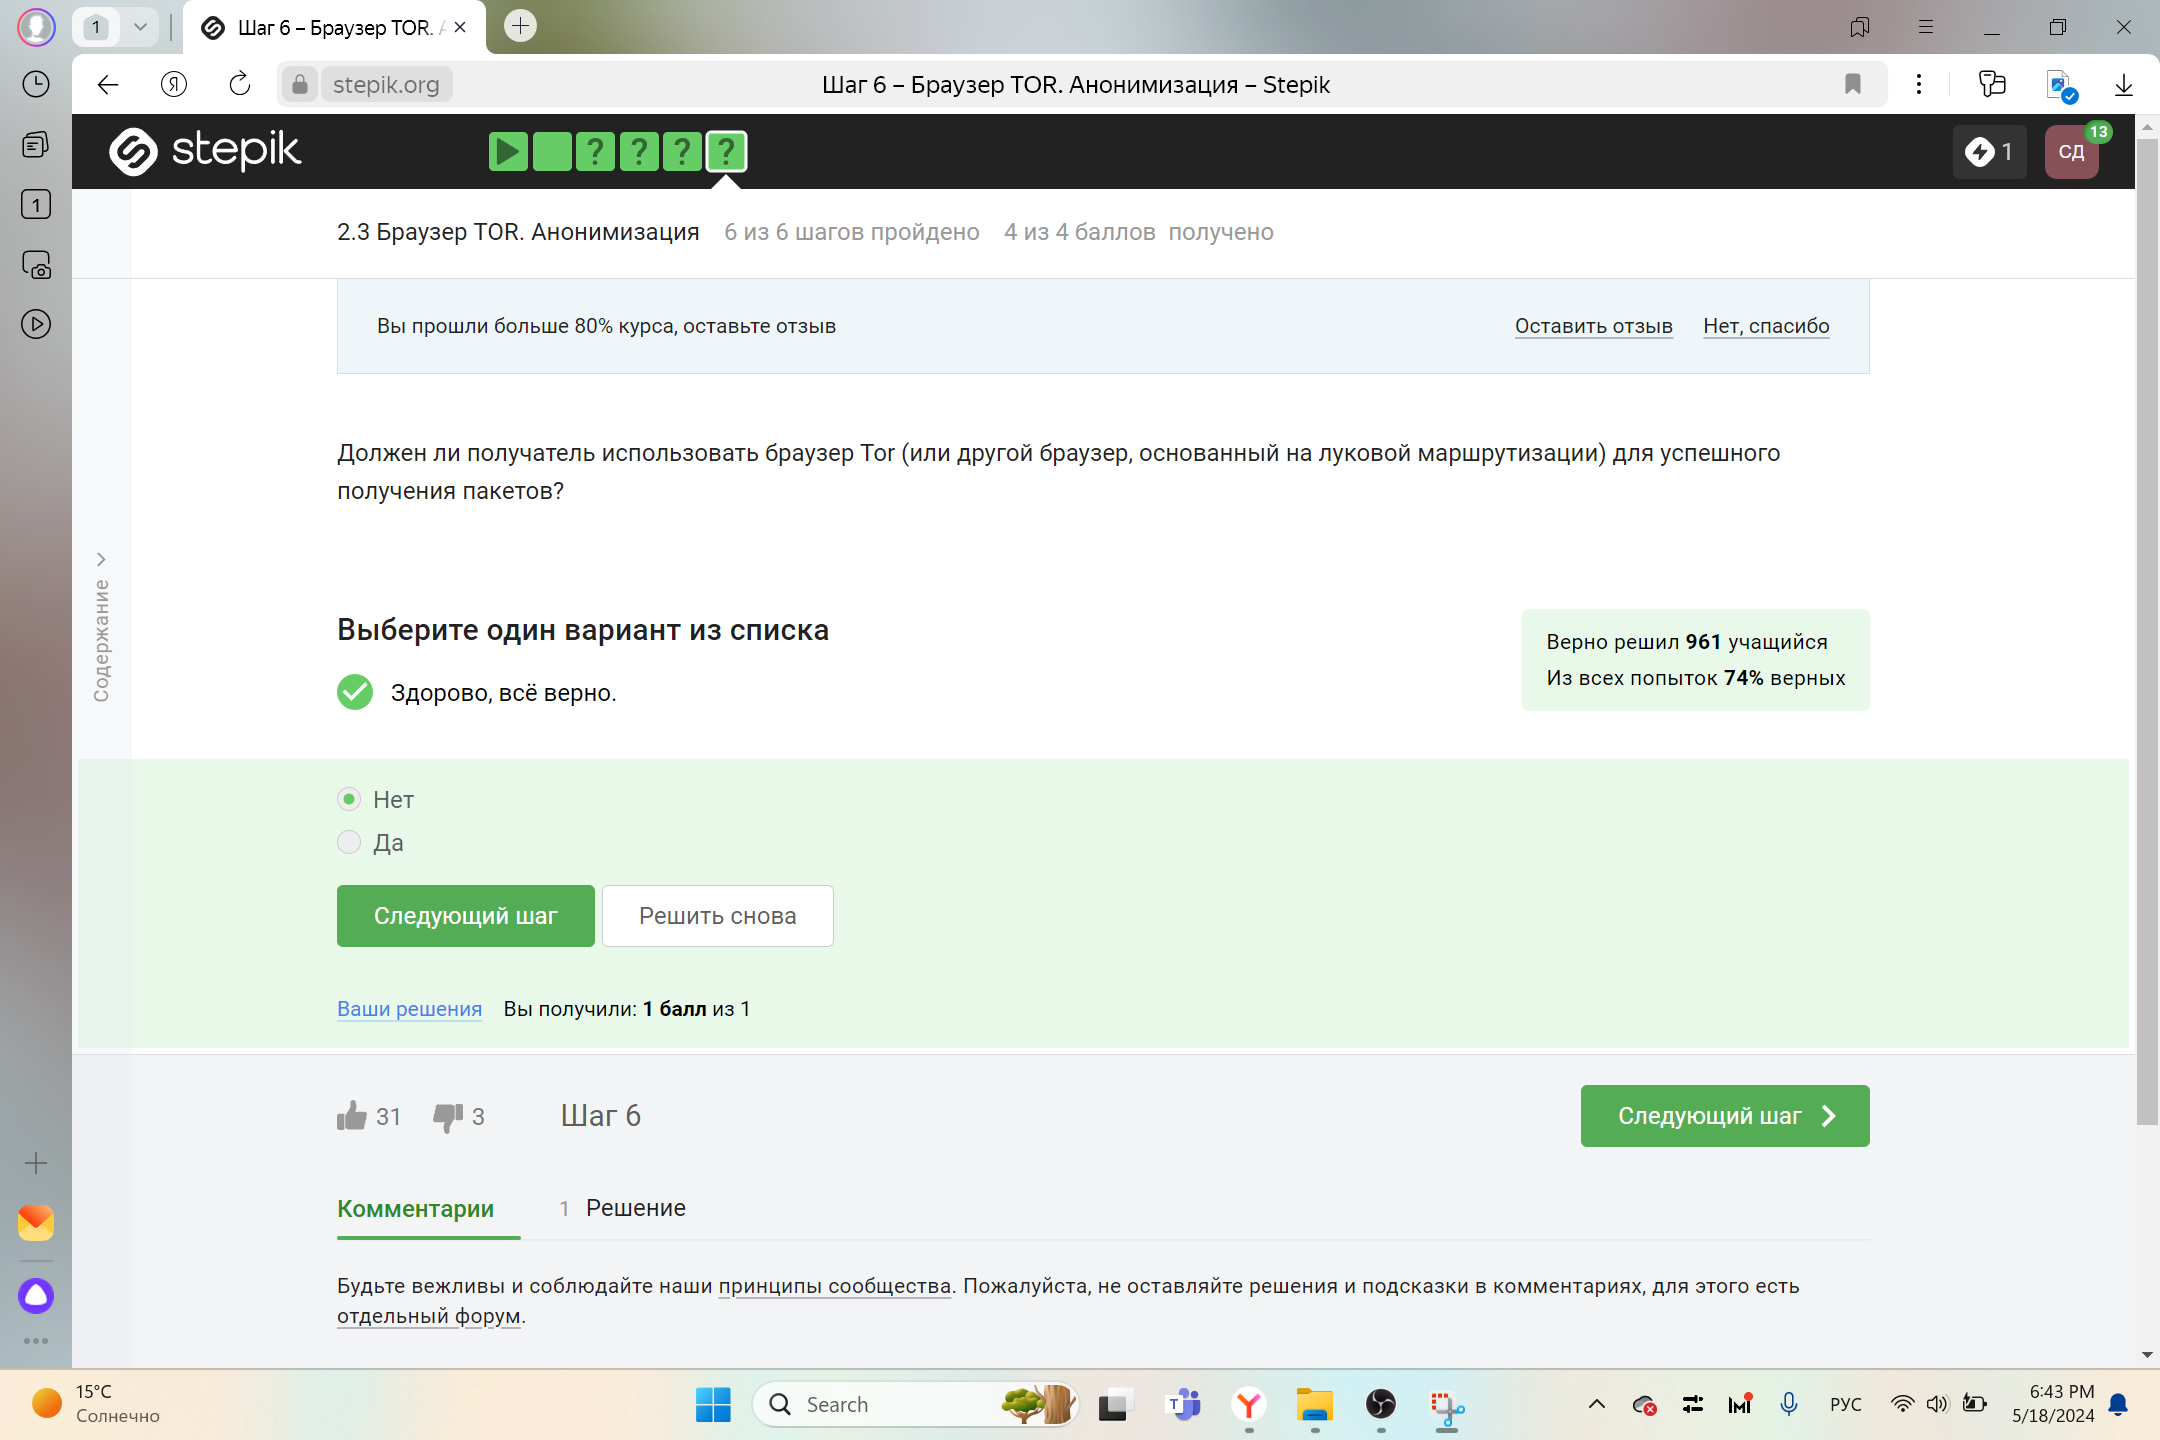 1
Шаг 6 – Браузер TOR.
stepik.org
Шаг 6 – Браузер TOR. Анонимизация – Stepik
1
stepik
? ? ? ?
1
СД
13
2.3 Браузер TOR. Анонимизация 6 из 6 шагов пройдено 4 из 4 баллов получено
Вы прошли больше 80% курса, оставьте отзыв
Оставить отзыв Нет, спасибо
Должен ли получатель использовать браузер Tor (или другой браузер, основанный на луковой маршрутизации) для успешного
получения пакетов?
Содержание
Выберите один вариант из списка
Здорово, всё верно.
Верно решил 961 учащийся
Из всех попыток 74% верных
Нет
Да
Следующий шаг Решить снова
Ваши решения Вы получили: 1 балл из 1
31 3 Шаг 6
Следующий шаг
Комментарии 1 Решение
Будьте вежливы и соблюдайте наши принципы сообщества. Пожалуйста, не оставляйте решения и подсказки в комментариях, для этого есть
отдельный форум.
15°C
Солнечно
Search
РУС
6:43 PM
5/18/2024